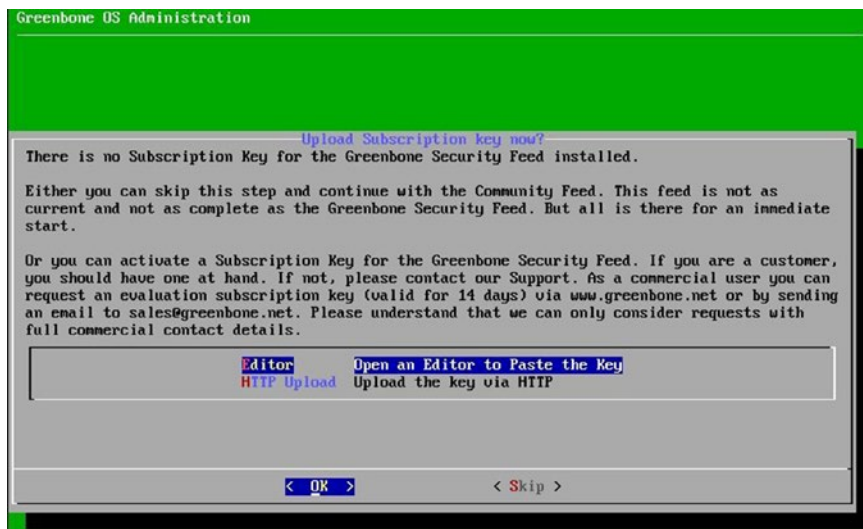 Greenbone OS Administration
Upload Subscription key now?
There is no Subscription Key for the Greenbone Security Feed installed.
Either you can skip this step and continue with the Community Feed. This feed is not as
current and not as complete as the Greenbone Security Feed. But all is there for an immediate
start.
Or you can activate a Subscription Key for the Greenbone Security Feed. If you are a customer,
you should have one at hand. If not, please contact our Support. As a commercial user you can
request an evaluation subscription key (valid for 14 days) via www.greenbone.net or by sending
an email to sales@greenbone.net. Please understand that we can only consider requests with
full commercial contact details.
Editor Open an Editor to Paste the Key
HTTP Upload Upload the key via HTTP
< OK > < Skip >